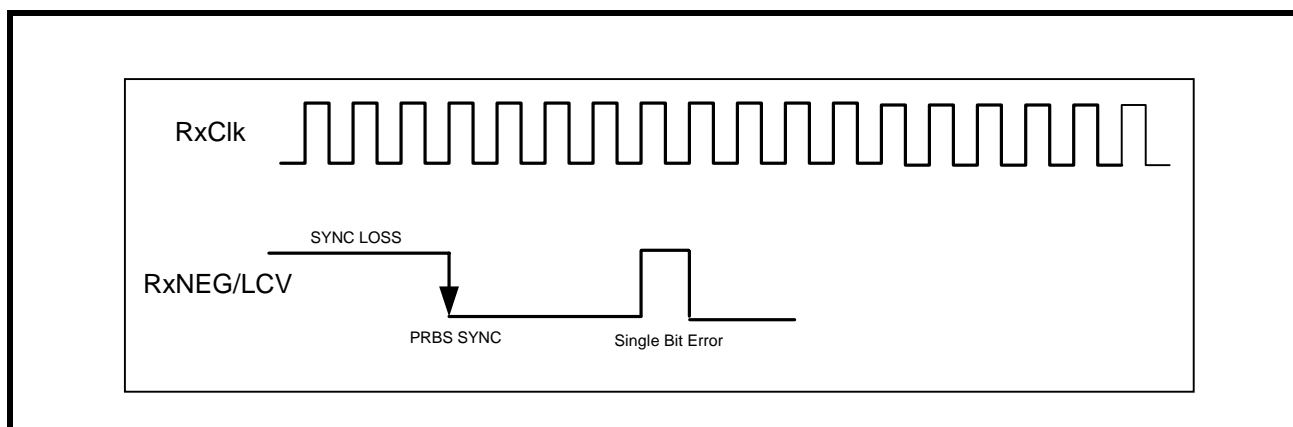 RxClk
SYNC LOSS
RxNEG/LCV
PRBS SYNC
Single Bit Error